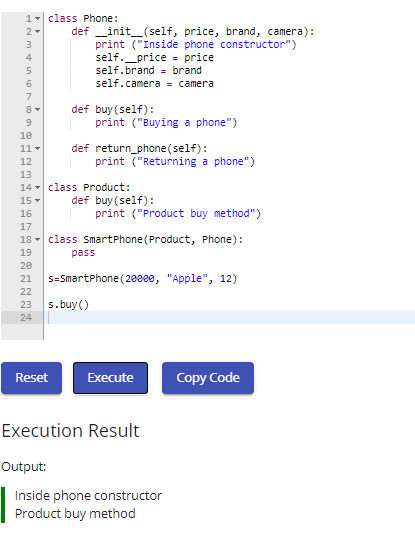 1 class Phone:
2 def __init__(self, price, brand, camera):
3 print ("Inside phone constructor")
4 self.__price = price
5 self.brand = brand
6 self.camera = camera
7
8 def buy(self):
9 print ("Buying a phone")
10
11 def return_phone(self):
12 print ("Returning a phone")
13
14 class Product:
15 def buy(self):
16 print ("Product buy method")
17
18 class SmartPhone(Product, Phone):
19 pass
20
21 s=SmartPhone(20000, "Apple", 12)
22
23 s.buy()
24
Reset Execute Copy Code
Execution Result
Output:
Inside phone constructor
Product buy method